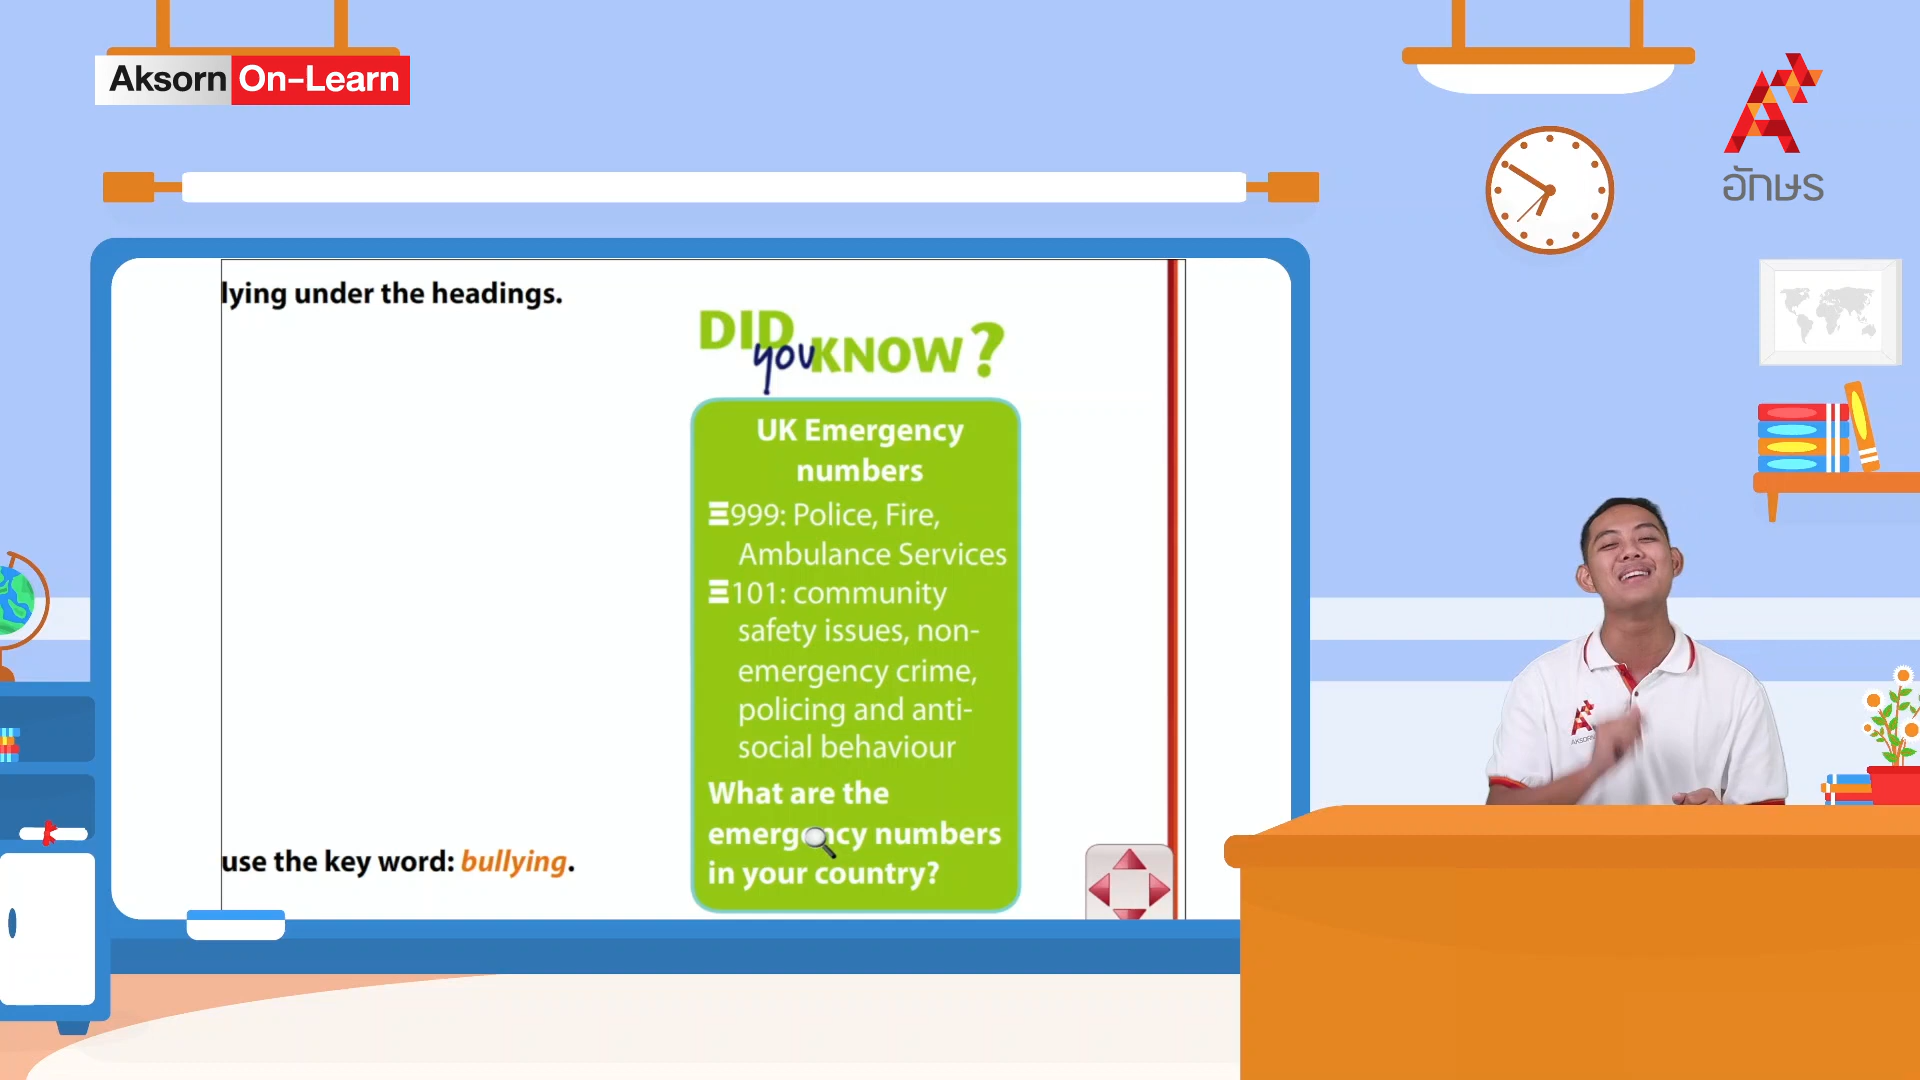 Aksorn On-Learn
อักษร
lying under the headings.
DID you KNOW?
UK Emergency
numbers
999: Police, Fire,
Ambulance Services
101: community
safety issues, non-
emergency crime,
policing and anti-
social behaviour
What are the
emergency numbers
in your country?
use the key word: bullying.
AKSORN